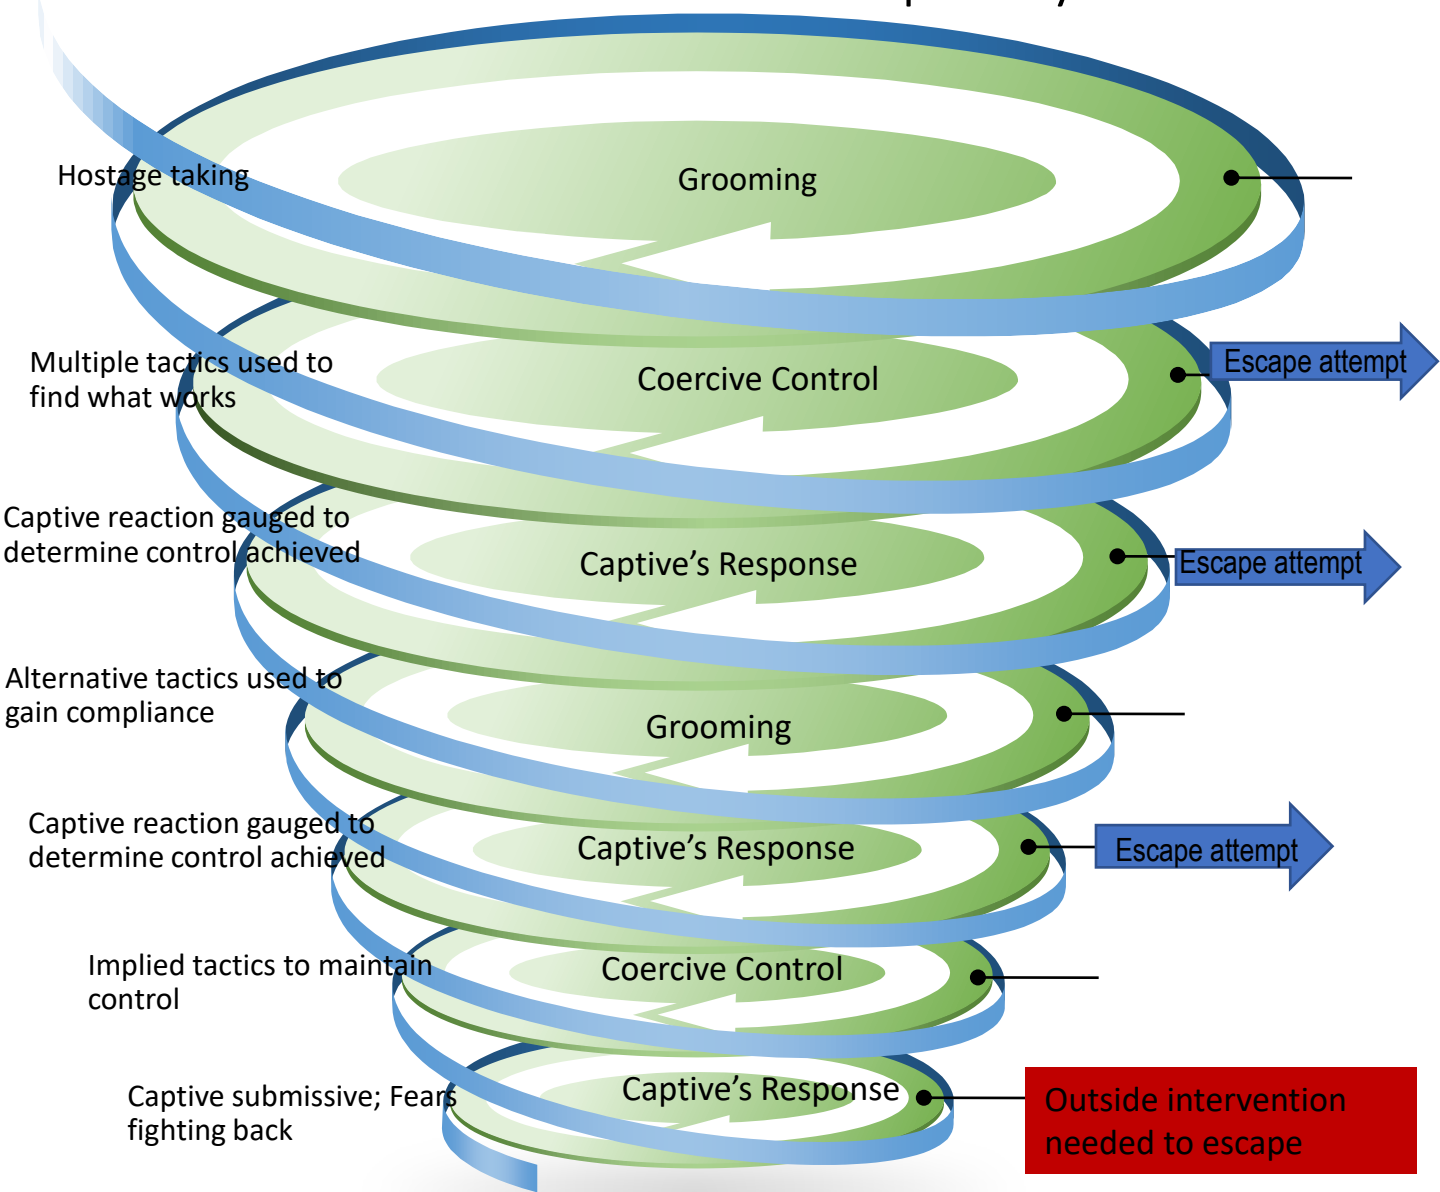 Hostage taking
Grooming
Multiple tactics used to
find what works
Coercive Control
Escape attempt
Captive reaction gauged to
determine control achieved
Captive's Response
Escape attempt
Alternative tactics used to
gain compliance
Grooming
Captive reaction gauged to
determine control achieved
Captive's Response
Escape attempt
Implied tactics to maintain
control
Coercive Control
Captive submissive; Fears
fighting back
Captive's Response
Outside intervention
needed to escape